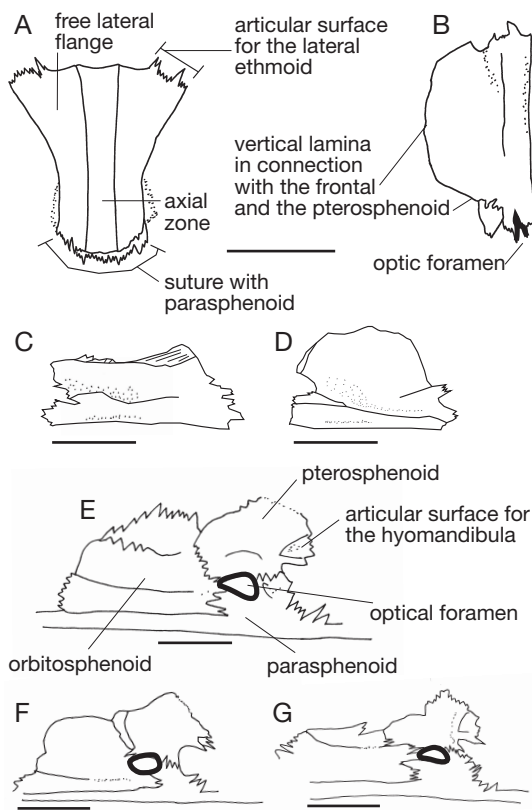 A
free lateral
flange
articular surface
for the lateral
ethmoid
B
vertical lamina
in connection
with the frontal
and the pterosphenoid
axial
zone
optic foramen
suture with
parasphenoid
C
D
pterosphenoid
E
articular surface for
the hyomandibula
optical foramen
orbitosphenoid
parasphenoid
F
G